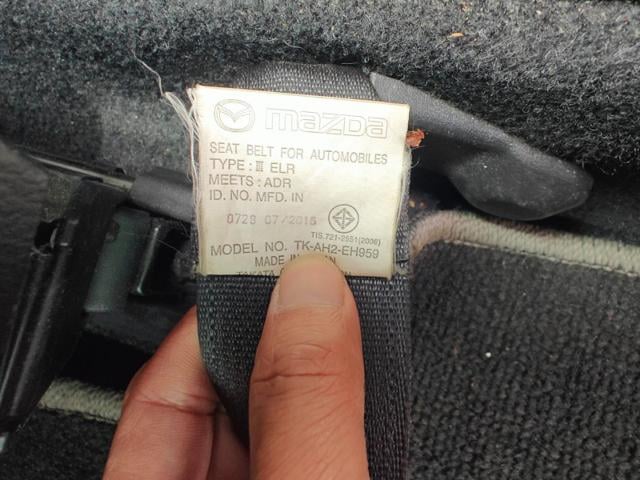 mazda
SEAT BELT FOR AUTOMOBILES
TYPE : Ⅲ ELR
MEETS : ADR
ID. NO. MFD. IN
0729 07/2015
TIS.721-2551(2008)
MODEL NO. TK-AH2-EH959
MADE IN
TAKATA